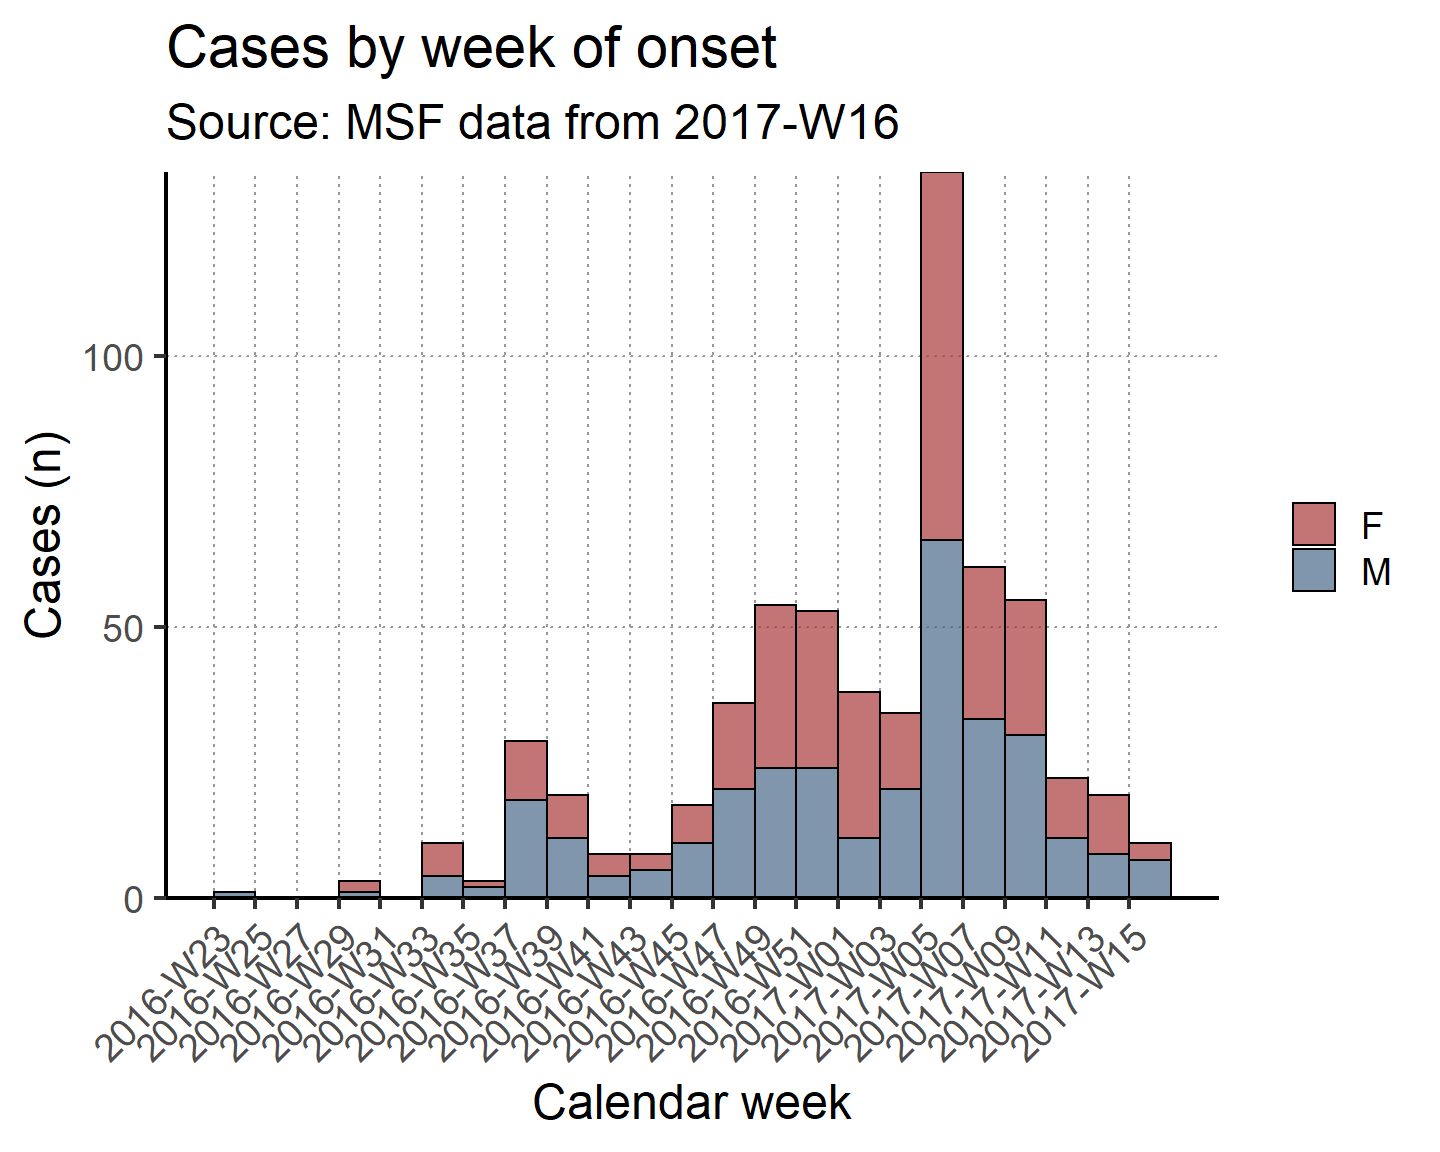 Cases by week of onset
Source: MSF data from 2017-W16
Cases (n)
100
50
0
F
M
2016-W23
2016-W25
2016-W27
2016-W29
2016-W31
2016-W33
2016-W35
2016-W37
2016-W39
2016-W41
2016-W43
2016-W45
2016-W47
2016-W49
2016-W51
2017-W01
2017-W03
2017-W05
2017-W07
2017-W09
2017-W11
2017-W13
2017-W15
Calendar week